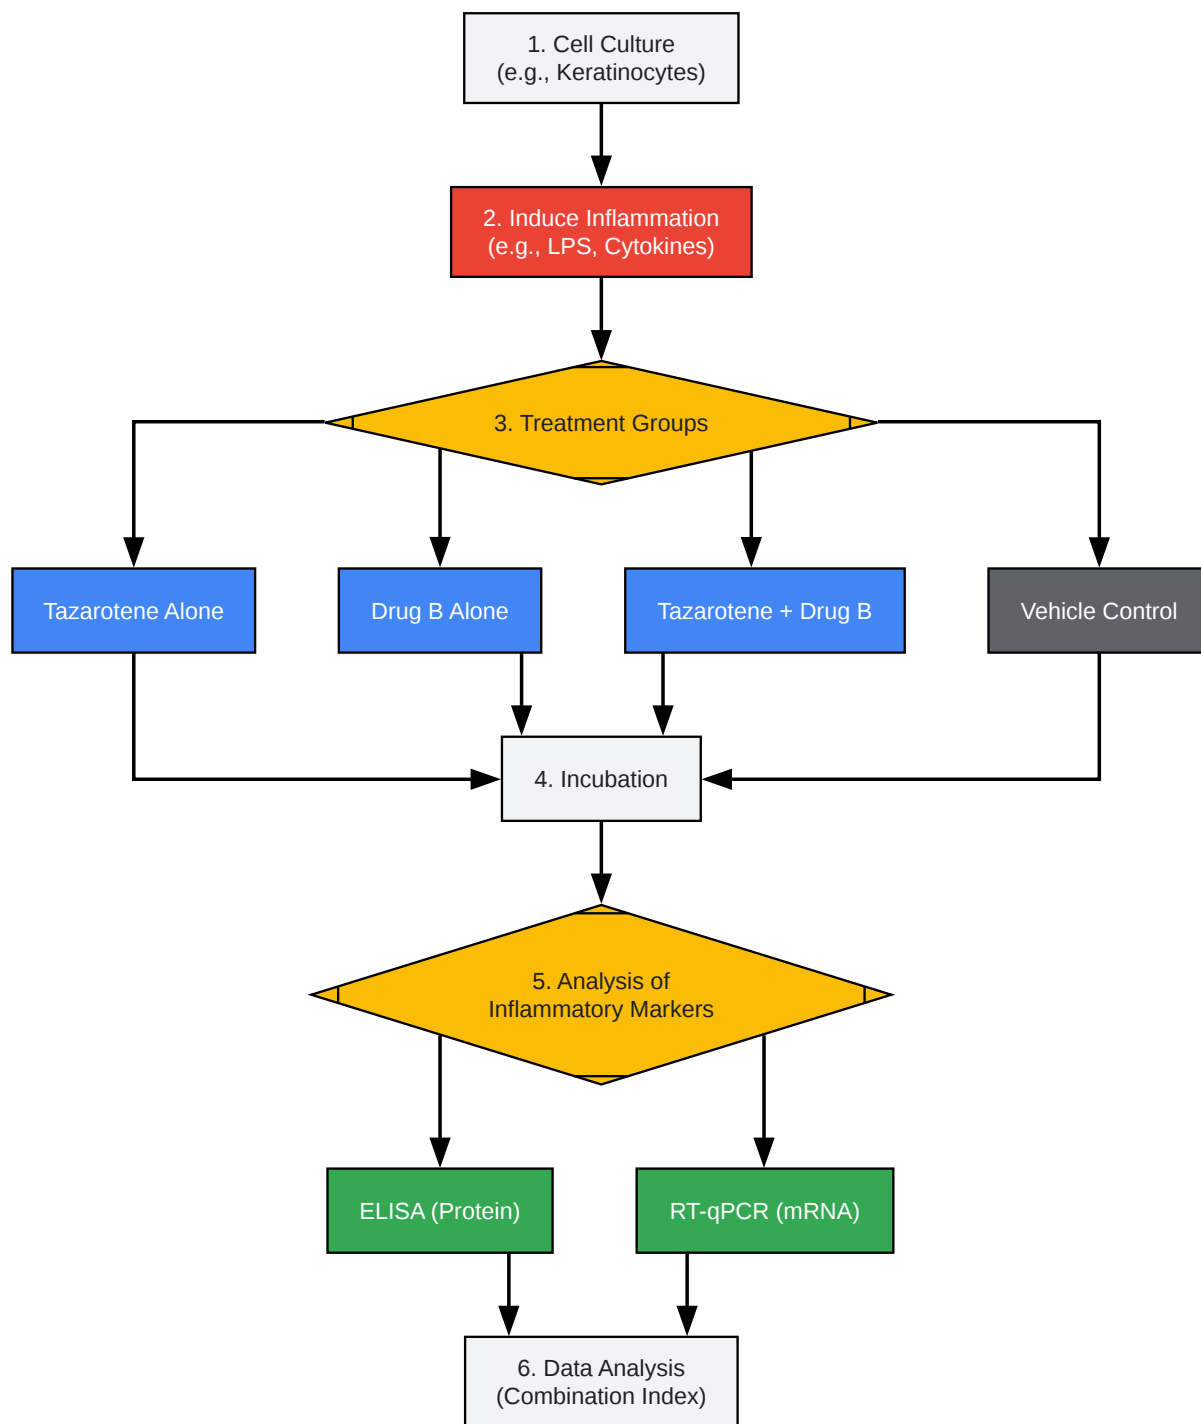 1. Cell Culture
(e.g., Keratinocytes)
2. Induce Inflammation
(e.g., LPS, Cytokines)
3. Treatment Groups
Tazarotene Alone
Drug B Alone
Tazarotene + Drug B
Vehicle Control
4. Incubation
5. Analysis of
Inflammatory Markers
ELISA (Protein)
RT-qPCR (mRNA)
6. Data Analysis
(Combination Index)